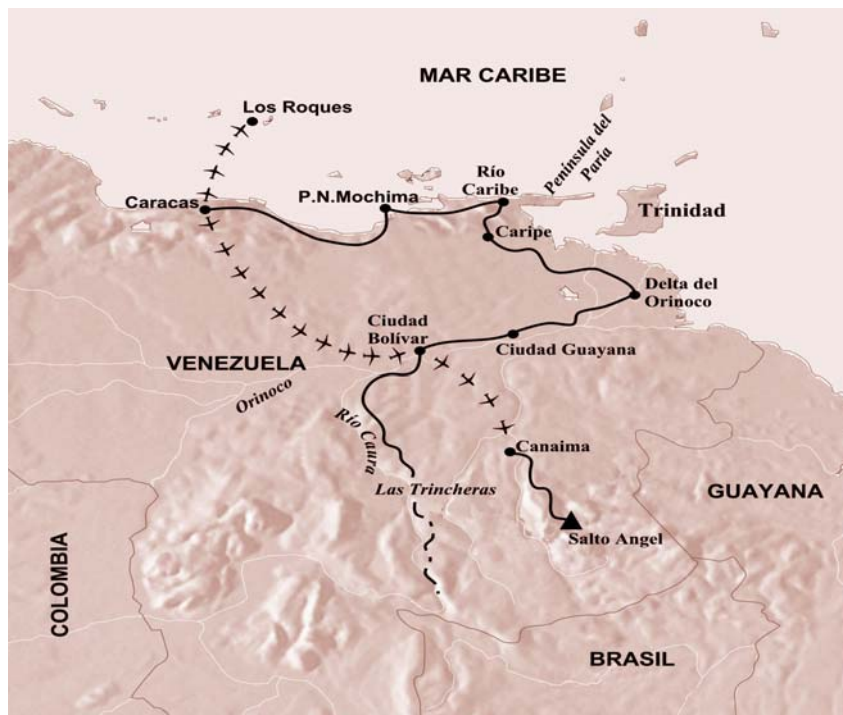 MAR CARIBE
Los Roques
Península del
Paría
Río
Caribe
P.N.Mochima
Caracas
Trinidad
Caripe
Delta del
Orinoco
Ciudad
Bolívar
Ciudad Guayana
VENEZUELA
Orinoco
Río Caura
Canaima
Las Trincheras
GUAYANA
Salto Angel
COLOMBIA
BRASIL